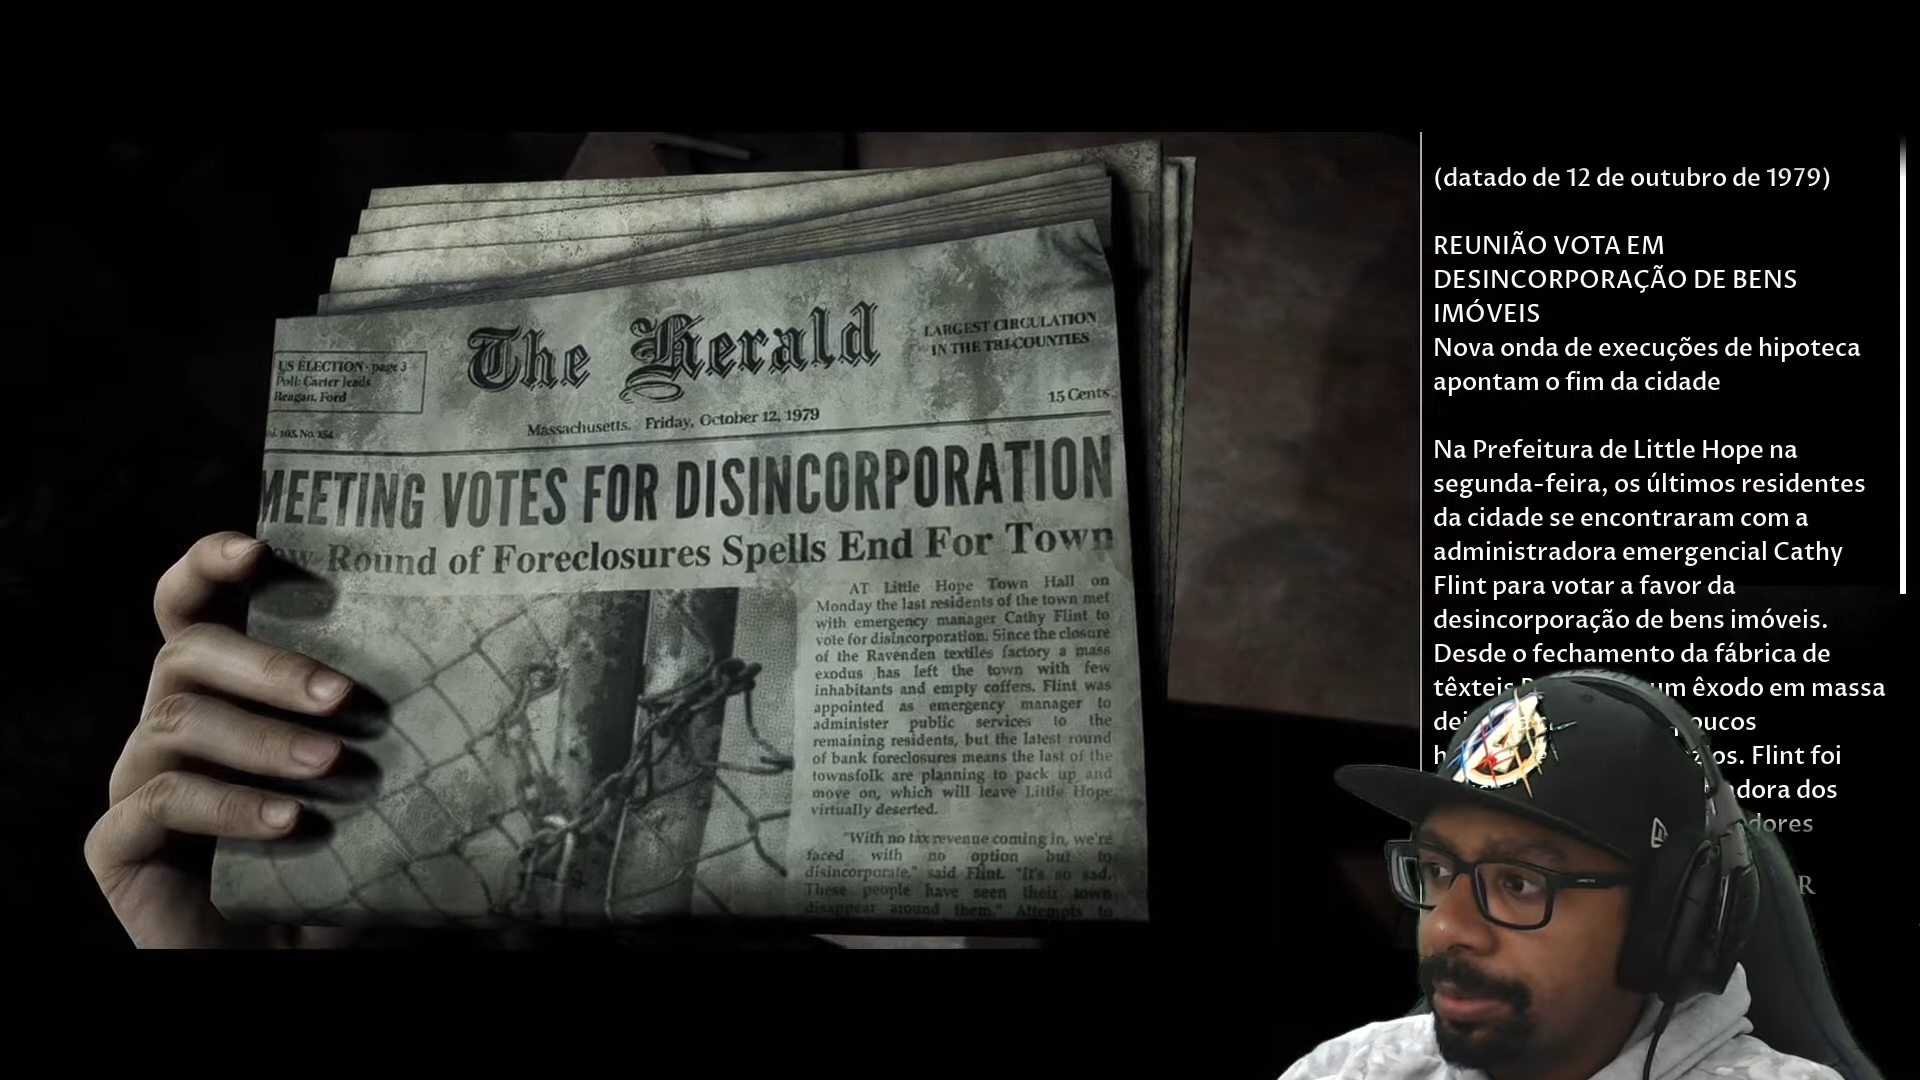 US ELECTION - page 3
Poll: Carter leads
Reagan, Ford
The Herald
LARGEST CIRCULATION
IN THE TRI-COUNTIES
15 Cents
Vol. 103, No. 154
Massachusetts, Friday, October 12, 1979
MEETING VOTES FOR DISINCORPORATION
Round of Foreclosures Spells End For Town
AT Little Hope Town Hall on
Monday the last residents of the town met
with emergency manager Cathy Flint to
vote for disincorporation. Since the closure
of the Ravenden textiles factory a mass
exodus has left the town with few
inhabitants and empty coffers. Flint was
appointed as emergency manager to
administer public services to the
remaining residents, but the latest round
of bank foreclosures means the last of the
townsfolk are planning to pack up and
move on, which will leave Little Hope
virtually deserted.
"With no tax revenue coming in, we're
faced with no option but to
disincorporate," said Flint. "It's so sad.
These people have seen their town
disappear around them." Attempts to
(datado de 12 de outubro de 1979)
REUNIÃO VOTA EM
DESINCORPORAÇÃO DE BENS
IMÓVEIS
Nova onda de execuções de hipoteca
apontam o fim da cidade
Na Prefeitura de Little Hope na
segunda-feira, os últimos residentes
da cidade se encontraram com a
administradora emergencial Cathy
Flint para votar a favor da
desincorporação de bens imóveis.
Desde o fechamento da fábrica de
têxteis um êxodo em massa
Flint foi
dos